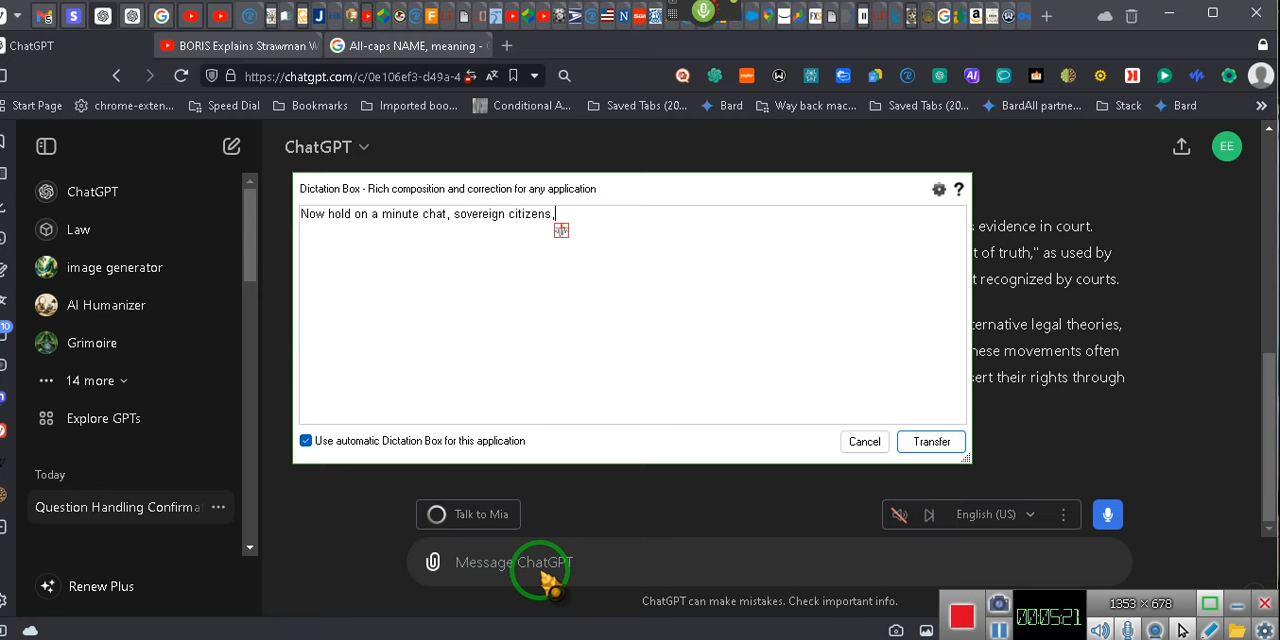 ChatGPT
BORIS Explains Strawman W
All-caps NAME, meaning -
https://chatgpt.com/c/0e106ef3-d49a-4
Start Page
chrome-exten...
Speed Dial
Bookmarks
Imported boo...
Conditional A...
Saved Tabs (20...
Bard
Way back mac...
Saved Tabs (20...
BardAll partne...
Stack
Bard
ChatGPT
EE
ChatGPT
Law
image generator
AI Humanizer
Grimoire
14 more
Explore GPTs
Today
Question Handling Confirma
Renew Plus
10
Dictation Box - Rich composition and correction for any application
Now hold on a minute chat, sovereign citizens,
Use automatic Dictation Box for this application
Cancel
Transfer
s evidence in court.
t of truth," as used by
t recognized by courts.
ternative legal theories,
nese movements often
sert their rights through
Talk to Mia
English (US)
Message ChatGPT
ChatGPT can make mistakes. Check important info.
1353 × 678
00:05:21